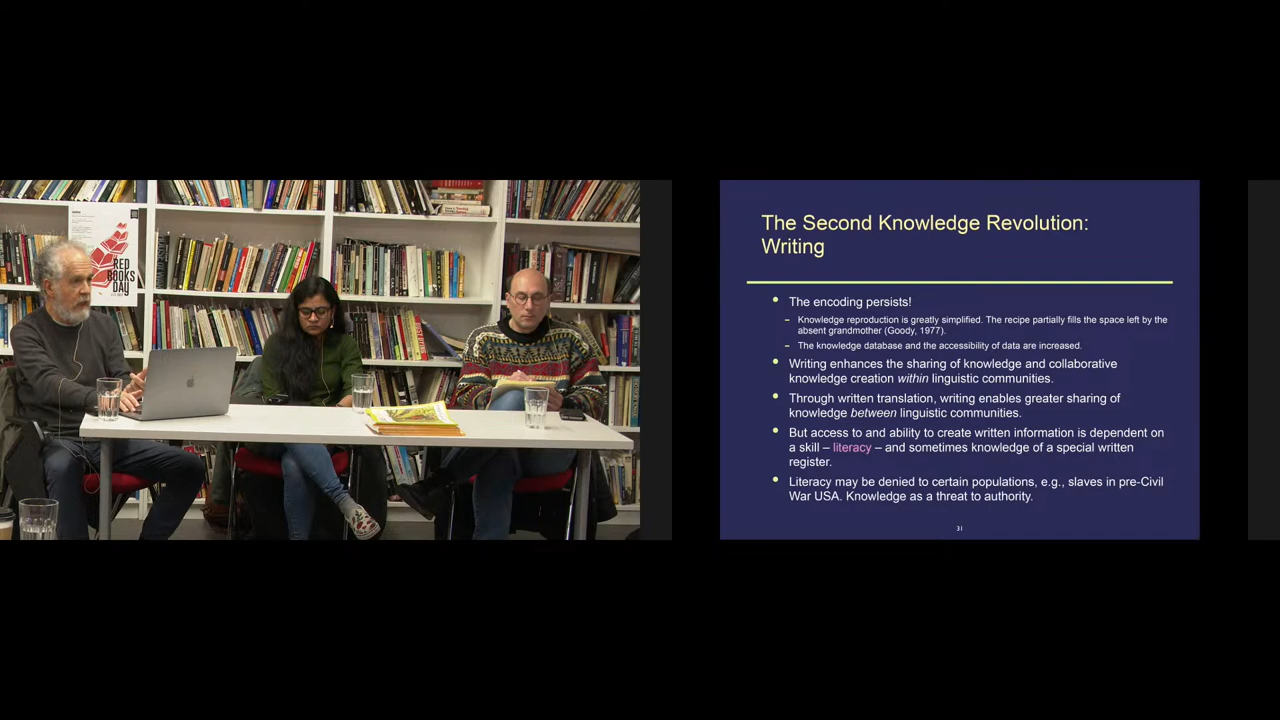 RED
BOOKS
DAY
The Second Knowledge Revolution:
Writing
• The encoding persists!
– Knowledge reproduction is greatly simplified. The recipe partially fills the space left by the
absent grandmother (Goody, 1977).
– The knowledge database and the accessibility of data are increased.
• Writing enhances the sharing of knowledge and collaborative
knowledge creation within linguistic communities.
• Through written translation, writing enables greater sharing of
knowledge between linguistic communities.
• But access to and ability to create written information is dependent on
a skill – literacy – and sometimes knowledge of a special written
register.
• Literacy may be denied to certain populations, e.g., slaves in pre-Civil
War USA. Knowledge as a threat to authority.
31